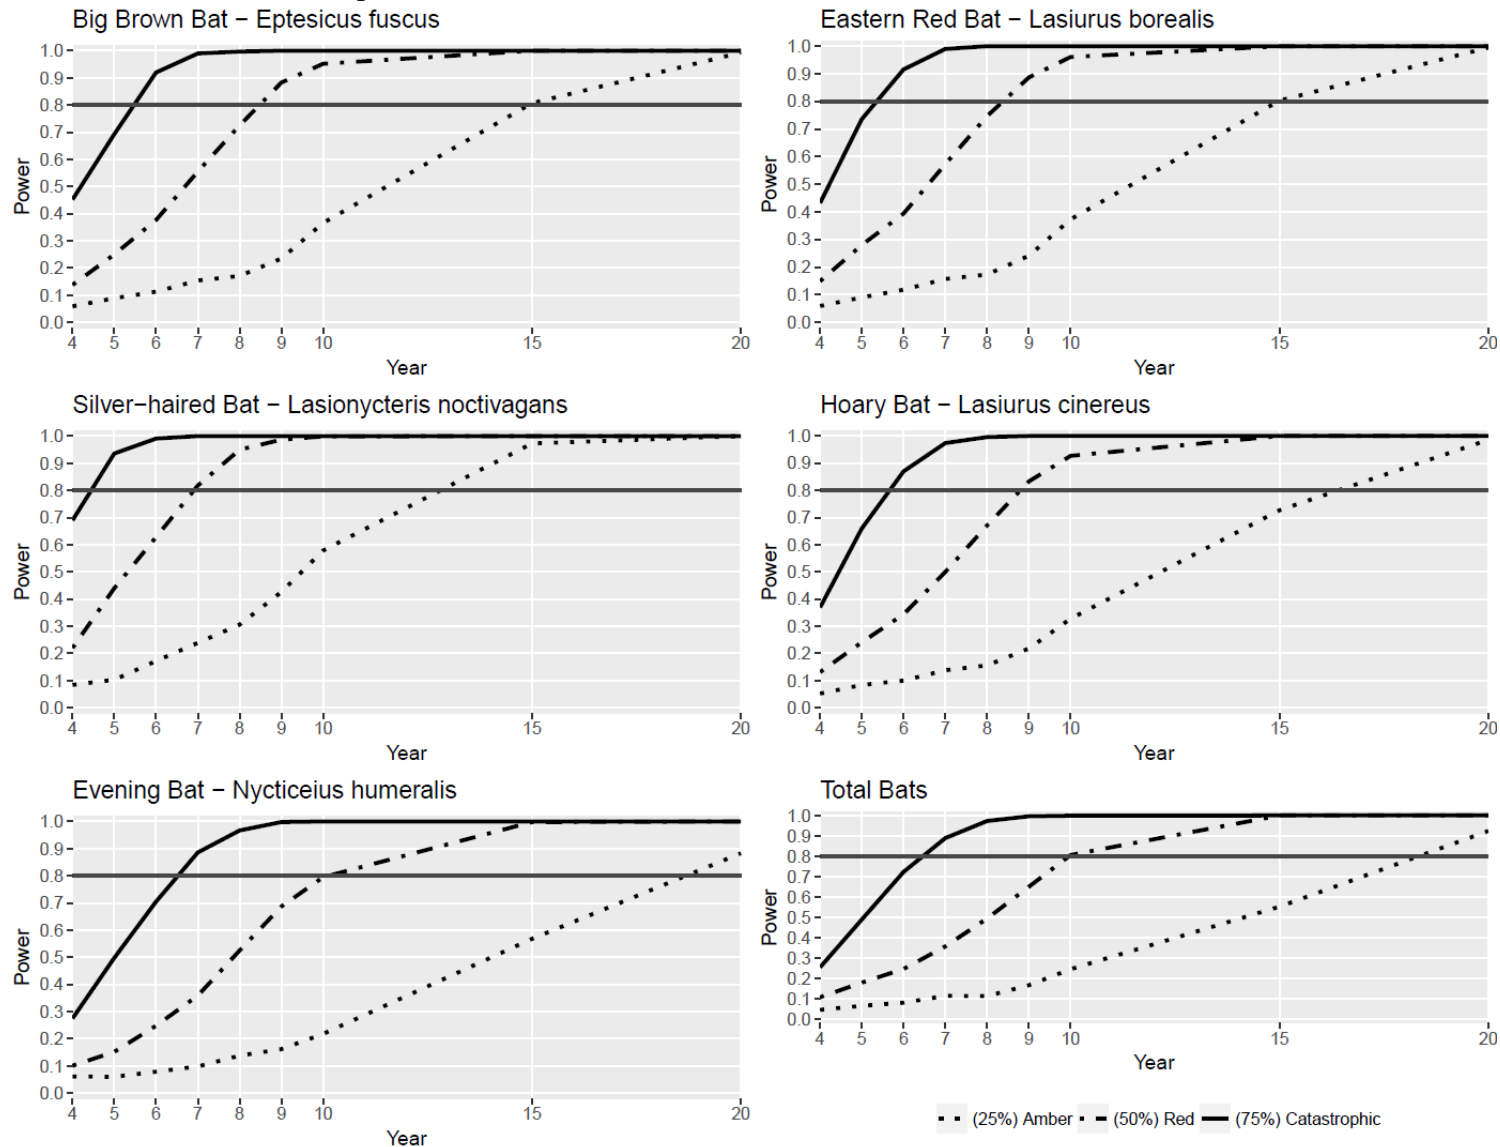 Big Brown Bat − Eptesicus fuscus
1.0
0.9
0.8
0.7
0.6
0.5
0.4
0.3
0.2
0.1
0.0
Power
4 5 6 7 8 9 10 15 20
Year
Eastern Red Bat − Lasiurus borealis
1.0
0.9
0.8
0.7
0.6
0.5
0.4
0.3
0.2
0.1
0.0
Power
4 5 6 7 8 9 10 15 20
Year
Silver−haired Bat − Lasionycteris noctivagans
1.0
0.9
0.8
0.7
0.6
0.5
0.4
0.3
0.2
0.1
0.0
Power
4 5 6 7 8 9 10 15 20
Year
Hoary Bat − Lasiurus cinereus
1.0
0.9
0.8
0.7
0.6
0.5
0.4
0.3
0.2
0.1
0.0
Power
4 5 6 7 8 9 10 15 20
Year
Evening Bat − Nycticeius humeralis
1.0
0.9
0.8
0.7
0.6
0.5
0.4
0.3
0.2
0.1
0.0
Power
4 5 6 7 8 9 10 15 20
Year
Total Bats
1.0
0.9
0.8
0.7
0.6
0.5
0.4
0.3
0.2
0.1
0.0
Power
4 5 6 7 8 9 10 15 20
Year
(25%) Amber (50%) Red (75%) Catastrophic